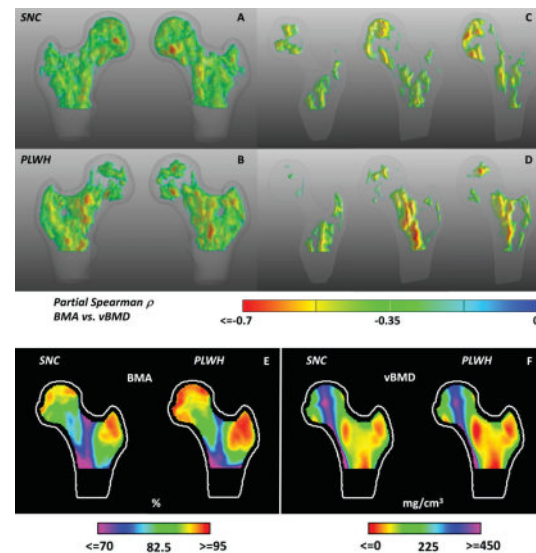 SNC A C
PLWH B D
Partial Spearman ρ
BMA vs. vBMD
<=-0.7 -0.35 0
SNC BMA PLWH E SNC vBMD PLWH F
% mg/cm³
<=70 82.5 >=95 <=0 225 >=450